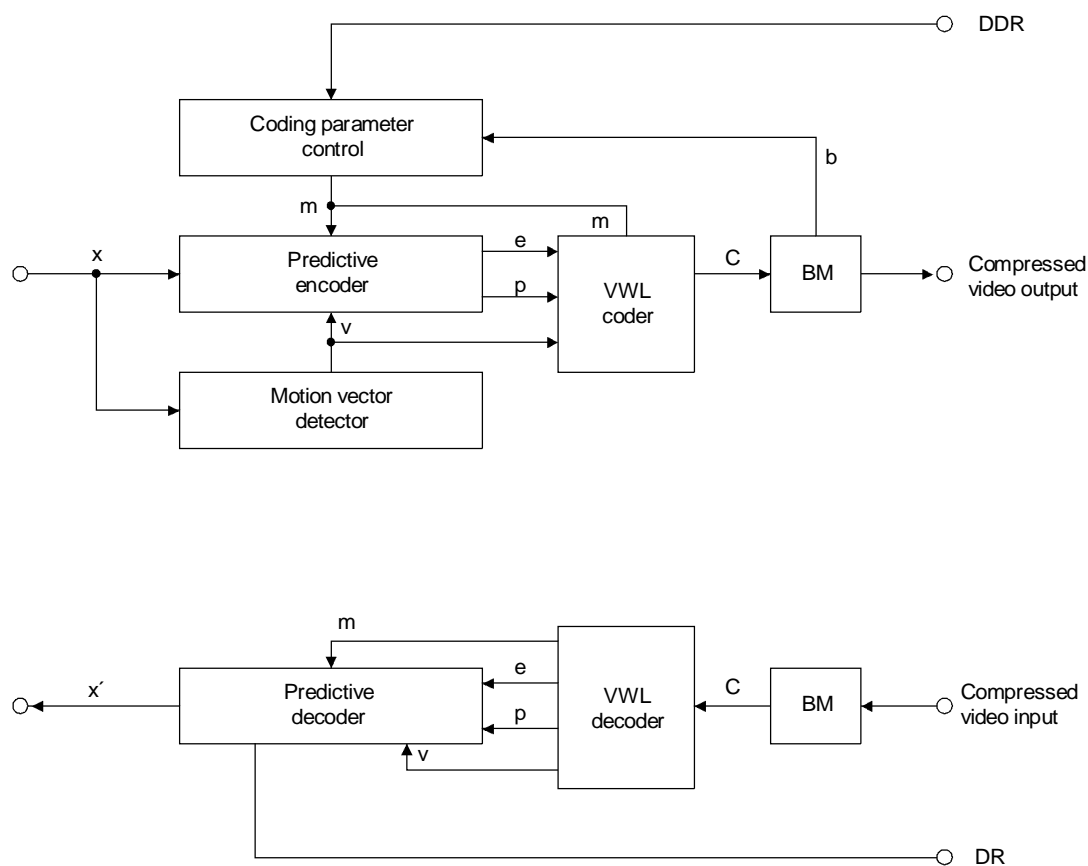 DDR
Coding parameter
control
b
m
m
x
Predictive
encoder
e
p
VWL
coder
C
BM
Compressed
video output
v
Motion vector
detector
m
x´
Predictive
decoder
e
p
v
VWL
decoder
C
BM
Compressed
video input
DR